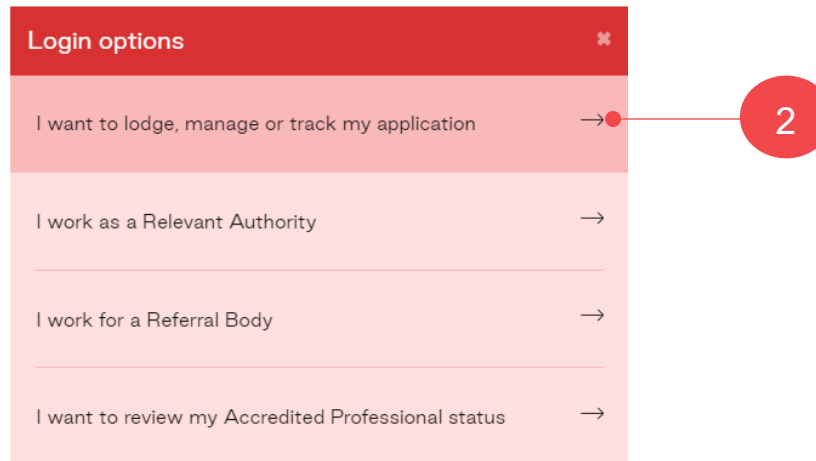 Login options
I want to lodge, manage or track my application
2
I work as a Relevant Authority
I work for a Referral Body
I want to review my Accredited Professional status